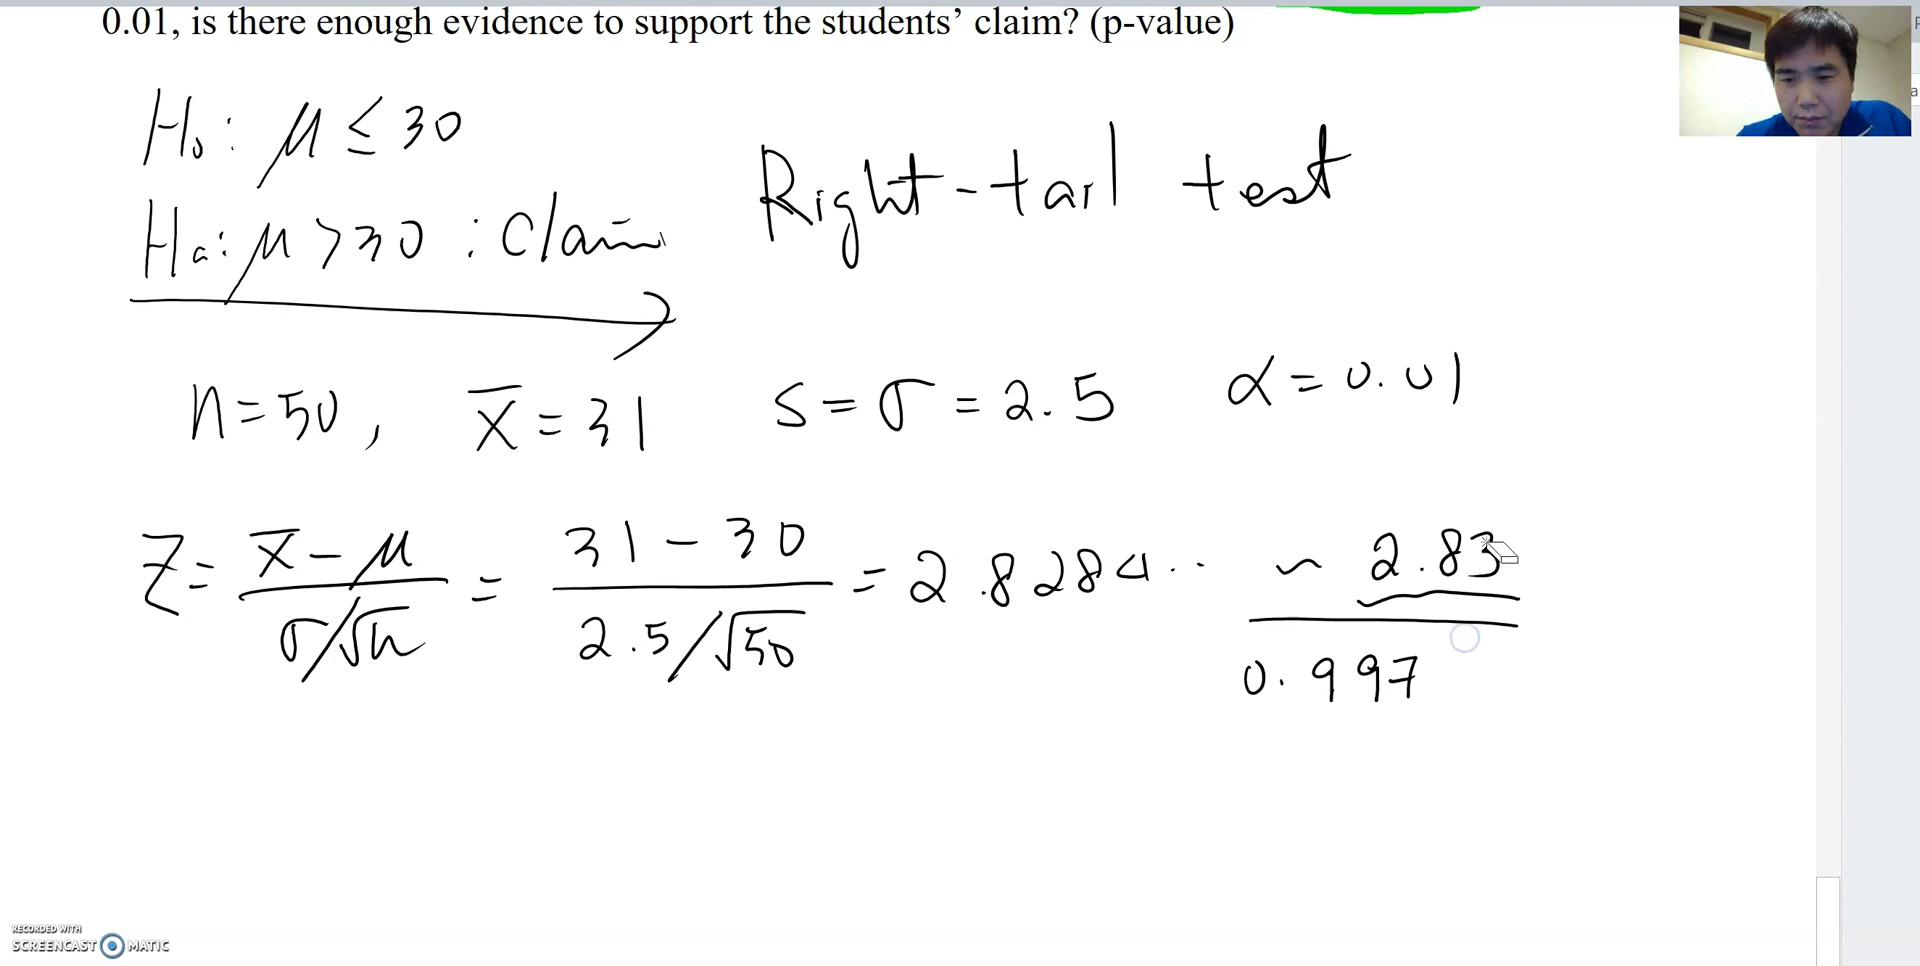 0.01, is there enough evidence to support the students’ claim? (p-value)
H₀: μ ≤ 30
Right-tail test
Ha: μ > 30 : Claim
n = 50, x̄ = 31 s = σ = 2.5 α = 0.01
Z = (x̄ - μ) / (σ/√n) = (31 - 30) / (2.5/√50) = 2.8284.. ~ 2.83
0.997
RECORDED WITH
SCREENCAST MATIC